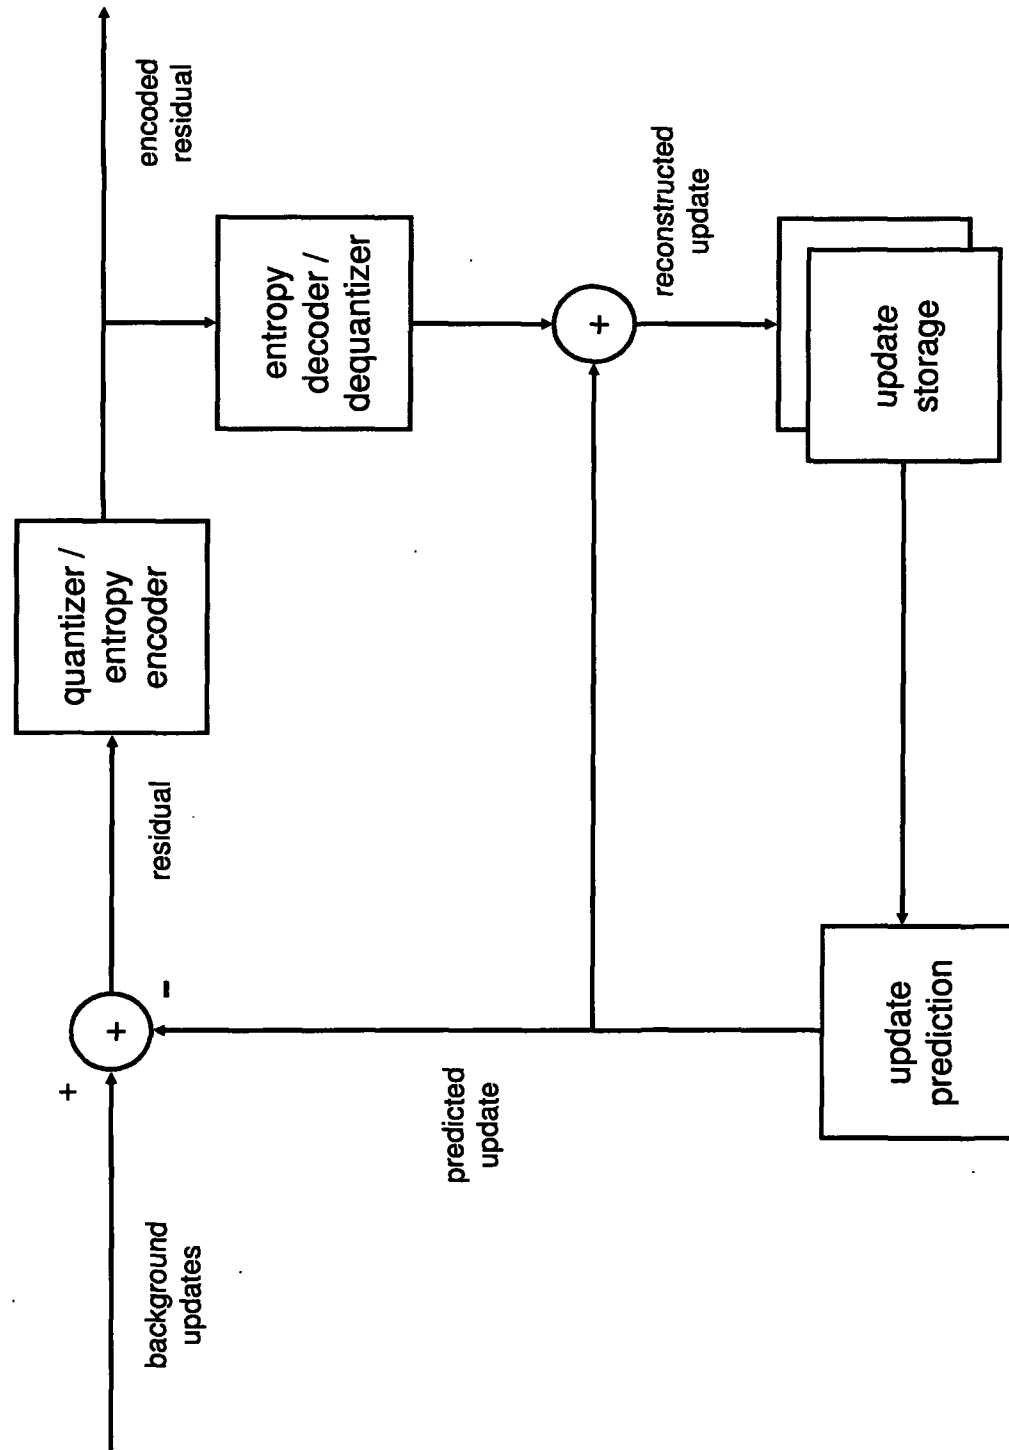 background
updates
+
+
−
residual
quantizer /
entropy
encoder
encoded
residual
entropy
decoder /
dequantizer
predicted
update
+
reconstructed
update
update
prediction
update
storage